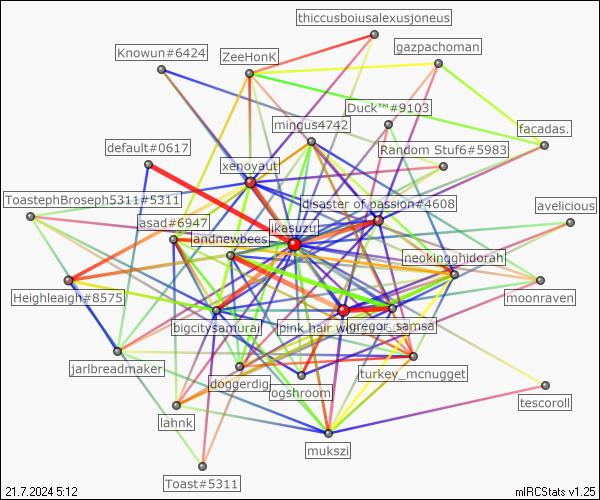 thiccusboiusalexusjoneus
Knowun#6424
ZeeHonK
gazpachoman
Duck™#9103
mingus4742
facadas.
default#0617
Random Stuf6#5983
xenoyaut
ToastephBroseph5311#5311
disaster of passion#4608
avelicious
asad#6947
ikasuzu
andnewbees
neokingghidorah
Heighleaigh#8575
moonraven
bigcitysamurai
pink hair w
gregor_samsa
jarlbreadmaker
turkey_mcnugget
doggerdig
ogshroom
tescoroll
lahnk
mukszi
Toast#5311
21.7.2024 5:12
mIRCStats v1.25